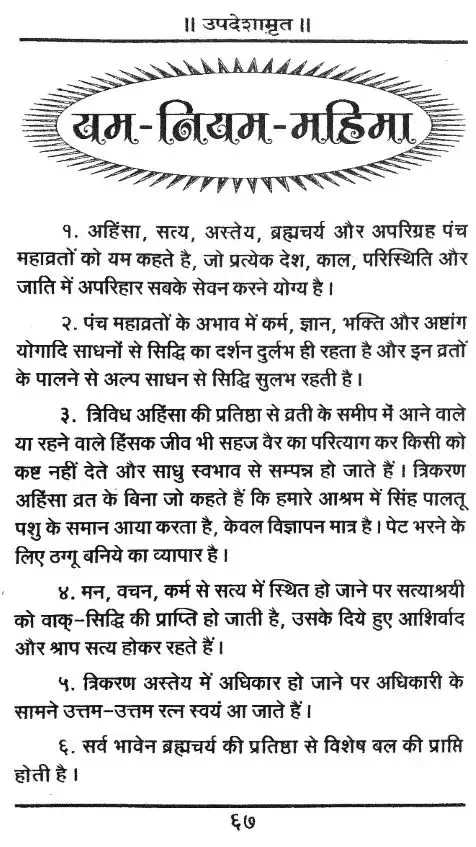 ॥ उपदेशामृत ॥
यम-नियम-महिमा
१. अहिंसा, सत्य, अस्तेय, ब्रह्मचर्य और अपरिग्रह पंच
महाव्रतों को यम कहते है, जो प्रत्येक देश, काल, परिस्थिति और
जाति में अपरिहार सबके सेवन करने योग्य है।
२. पंच महाव्रतों के अभाव में कर्म, ज्ञान, भक्ति और अष्टांग
योगादि साधनों से सिद्धि का दर्शन दुर्लभ ही रहता है और इन व्रतों
के पालने से अल्प साधन से सिद्धि सुलभ रहती है।
३. त्रिविध अहिंसा की प्रतिष्ठा से व्रती के समीप में आने वाले
या रहने वाले हिंसक जीव भी सहज वैर का परित्याग कर किसी को
कष्ट नहीं देते और साधु स्वभाव से सम्पन्न हो जाते हैं। त्रिकरण
अहिंसा व्रत के बिना जो कहते हैं कि हमारे आश्रम में सिंह पालतू
पशु के समान आया करता है, केवल विज्ञापन मात्र है। पेट भरने के
लिए ठग्गू बनिये का व्यापार है।
४. मन, वचन, कर्म से सत्य में स्थित हो जाने पर सत्याश्रयी
को वाक्-सिद्धि की प्राप्ति हो जाती है, उसके दिये हुए आशिर्वाद
और श्राप सत्य होकर रहते हैं।
५. त्रिकरण अस्तेय में अधिकार हो जाने पर अधिकारी के
सामने उत्तम-उत्तम रत्न स्वयं आ जाते हैं।
६. सर्व भावेन ब्रह्मचर्य की प्रतिष्ठा से विशेष बल की प्राप्ति
होती है।
६७